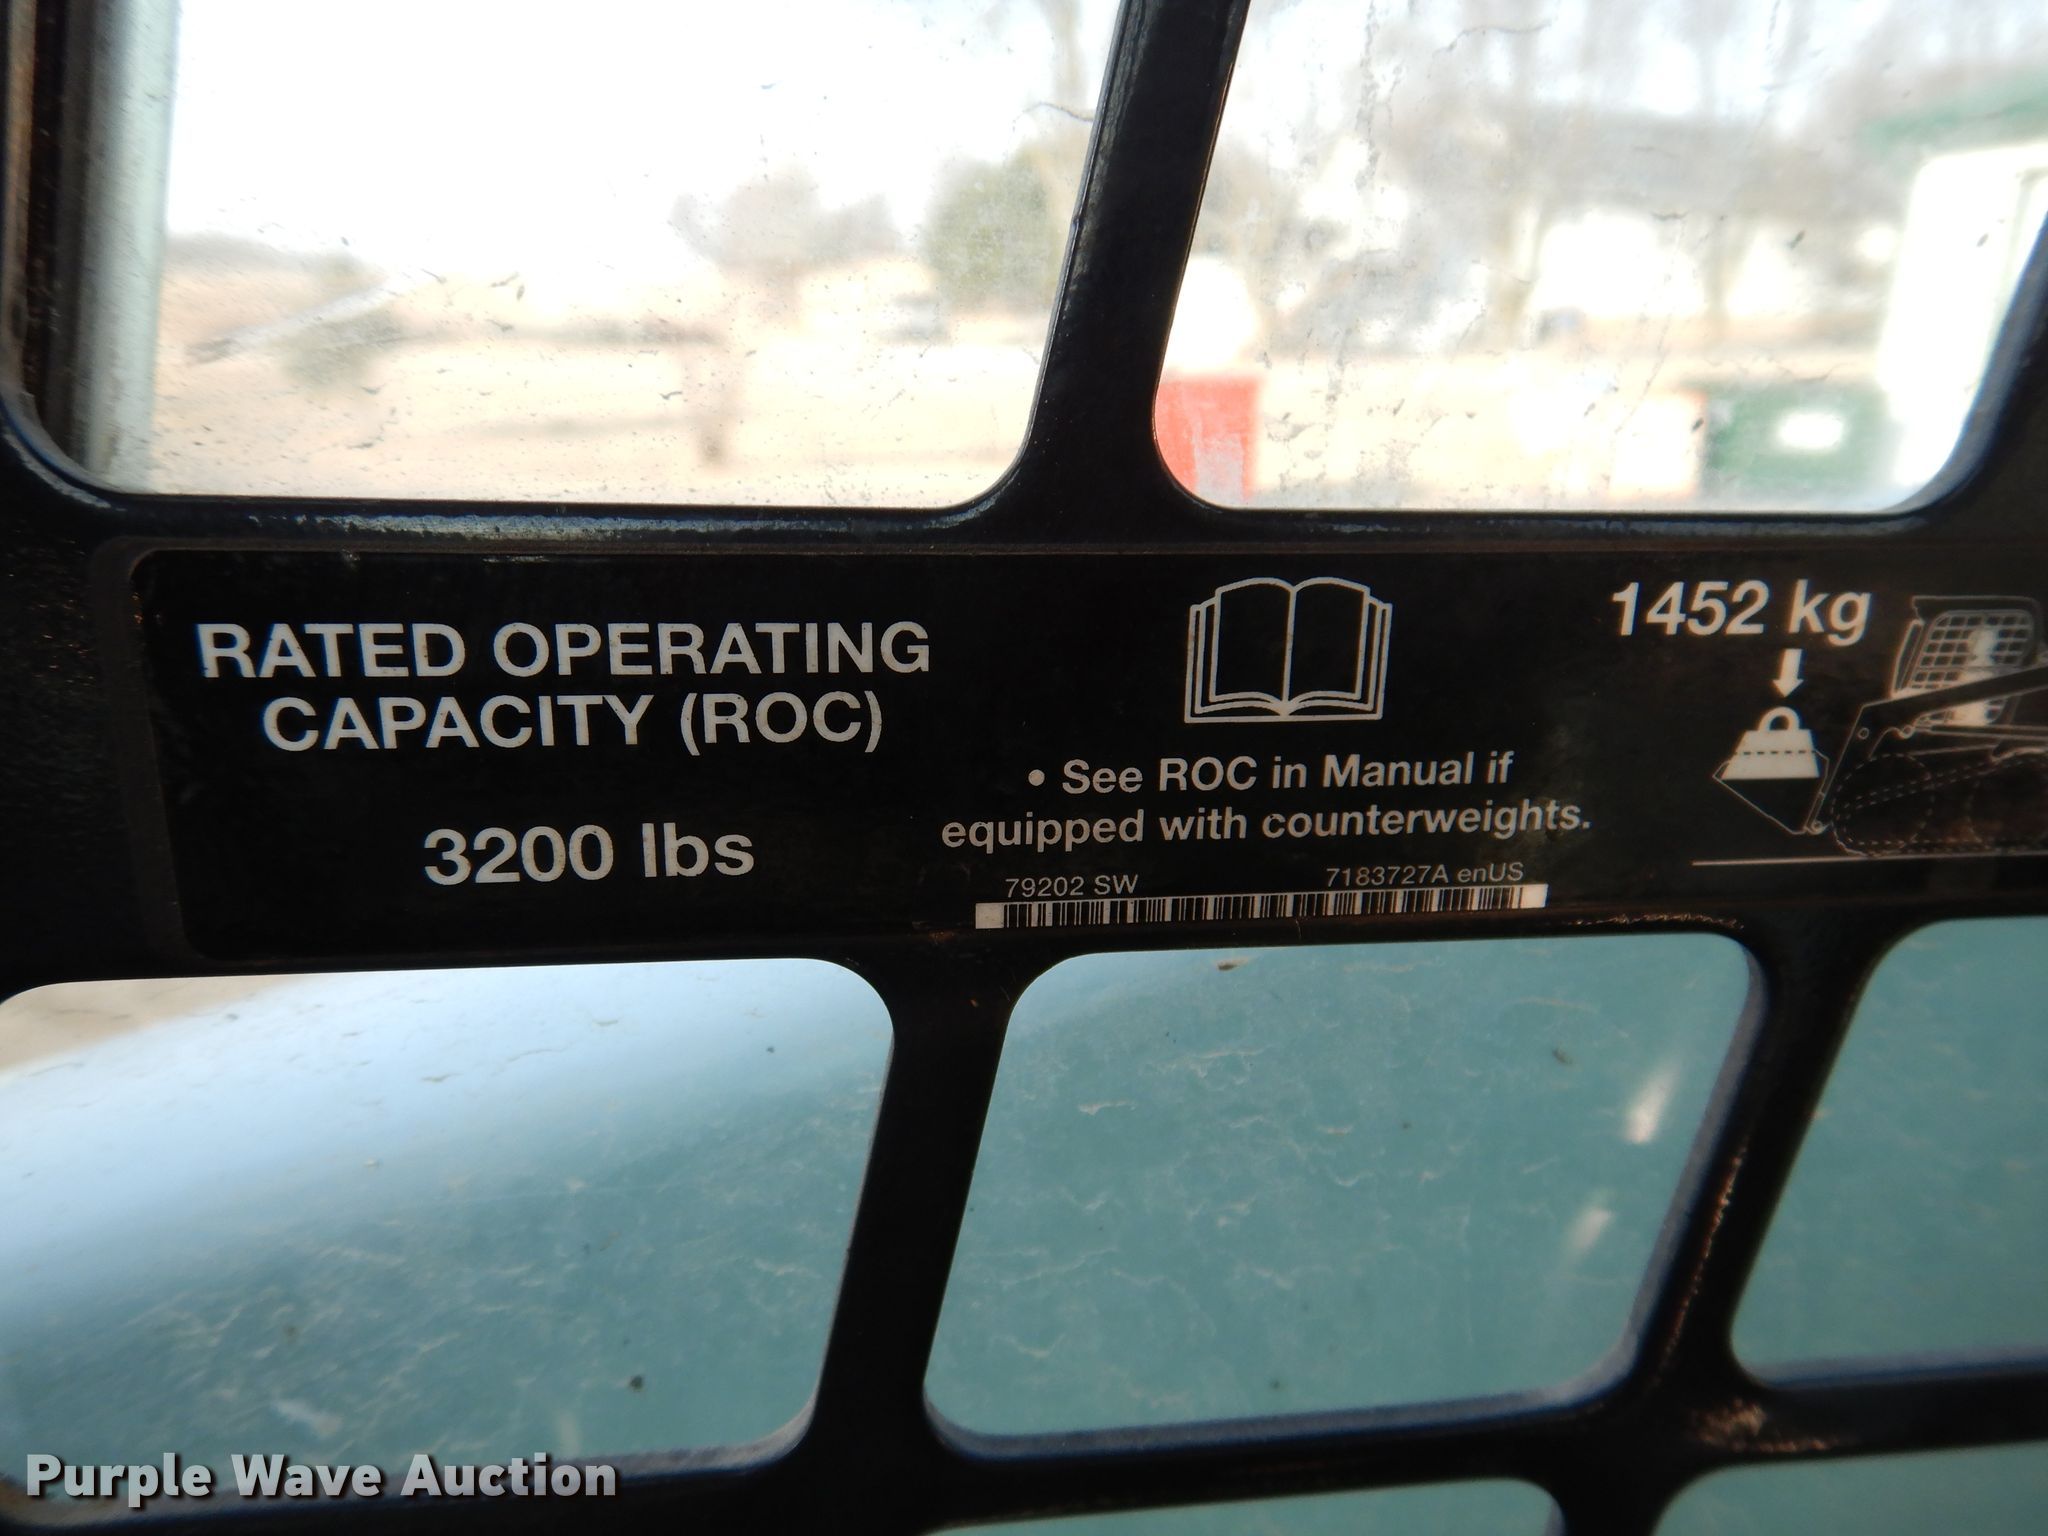 RATED OPERATING
CAPACITY (ROC)
3200 lbs
• See ROC in Manual if
equipped with counterweights.
79202 SW
7183727A enUS
1452 kg
Purple Wave Auction